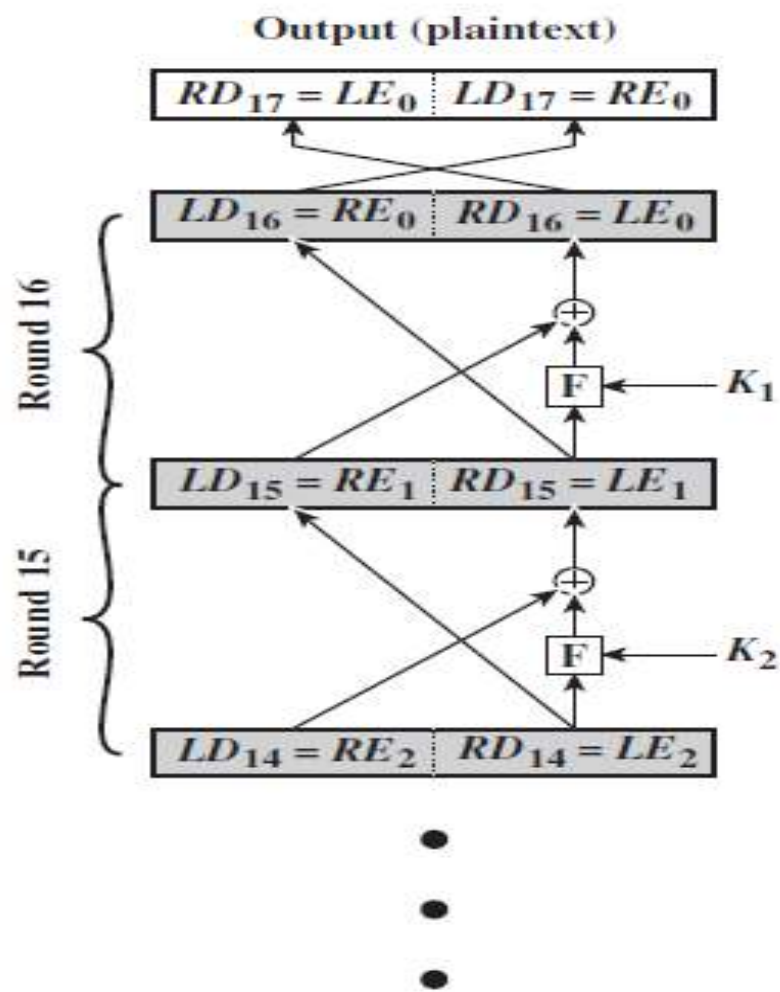 Output (plaintext)
RD₁₇ = LE₀ LD₁₇ = RE₀
LD₁₆ = RE₀ RD₁₆ = LE₀
Round 16
F
K₁
LD₁₅ = RE₁ RD₁₅ = LE₁
Round 15
F
K₂
LD₁₄ = RE₂ RD₁₄ = LE₂